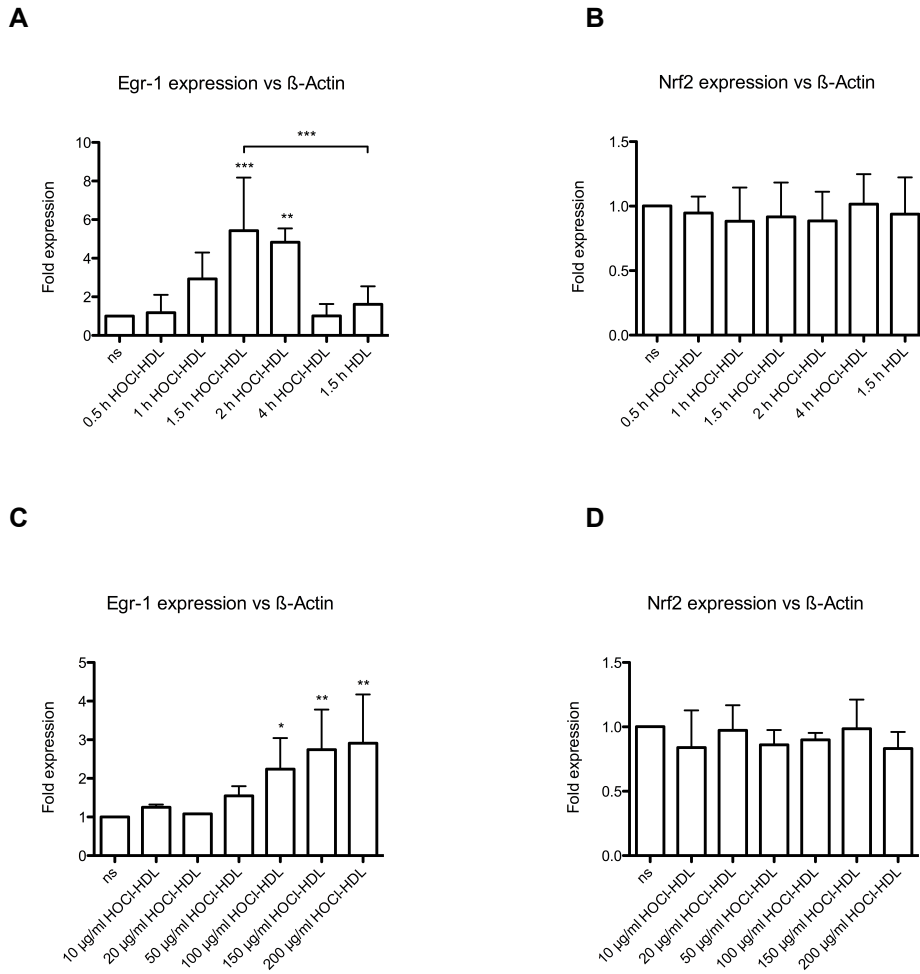 A
Egr-1 expression vs ß-Actin
Fold expression
10
8
6
4
2
0
***
**
***
ns
0.5 h HOCl-HDL
1 h HOCl-HDL
1.5 h HOCl-HDL
2 h HOCl-HDL
4 h HOCl-HDL
1.5 h HDL
B
Nrf2 expression vs ß-Actin
Fold expression
1.5
1.0
0.5
0.0
ns
0.5 h HOCl-HDL
1 h HOCl-HDL
1.5 h HOCl-HDL
2 h HOCl-HDL
4 h HOCl-HDL
1.5 h HDL
C
Egr-1 expression vs ß-Actin
Fold expression
5
4
3
2
1
0
*
**
**
ns
10 µg/ml HOCl-HDL
20 µg/ml HOCl-HDL
50 µg/ml HOCl-HDL
100 µg/ml HOCl-HDL
150 µg/ml HOCl-HDL
200 µg/ml HOCl-HDL
D
Nrf2 expression vs ß-Actin
Fold expression
1.5
1.0
0.5
0.0
ns
10 µg/ml HOCl-HDL
20 µg/ml HOCl-HDL
50 µg/ml HOCl-HDL
100 µg/ml HOCl-HDL
150 µg/ml HOCl-HDL
200 µg/ml HOCl-HDL